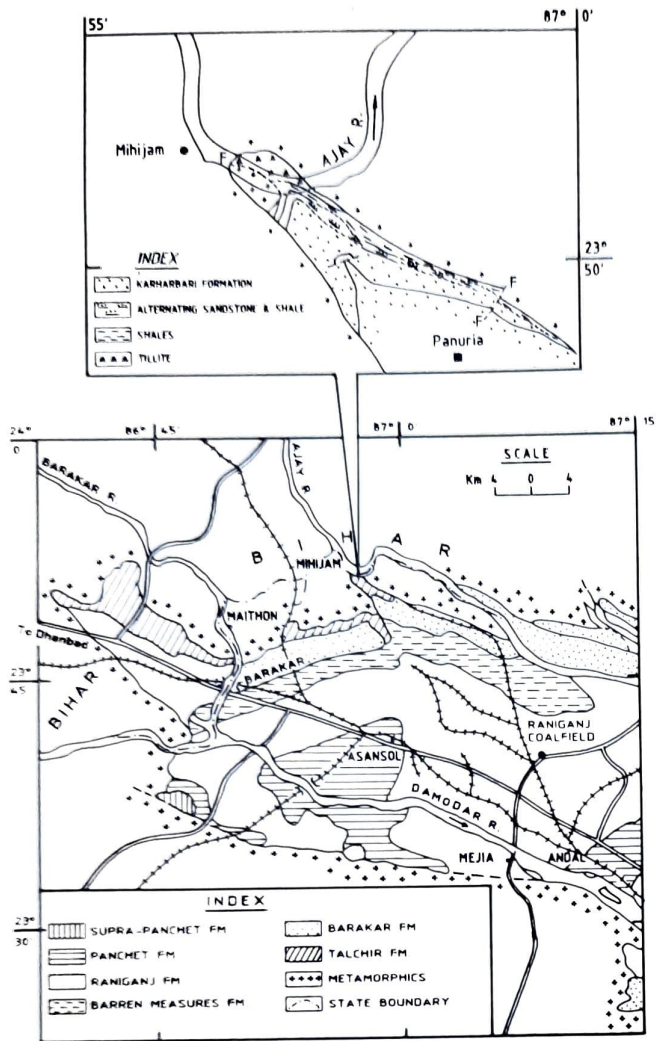 55'
87° 0'
AJAY R.
Mihijam
F
F
INDEX
KARHARBARI FORMATION
ALTERNATING SANDSTONE & SHALE
SHALES
TILLITE
23° 50'
F
F
Panuria
24° 0
86° 45'
87° 0
87° 15
BARAKAR R.
AJAY R.
SCALE
Km 4 0 4
BIHAR
MIHIJAM
MAITHON
To Dhanbad
BARAKAR
23° 45
BIHAR
RANIGANJ COALFIELD
ASANSOL
DAMODAR R.
MEJIA
ANDAL
INDEX
23° 30'
SUPRA-PANCHET FM
PANCHET FM
RANIGANJ FM
BARREN MEASURES FM
BARAKAR FM
TALCHIR FM
METAMORPHICS
STATE BOUNDARY